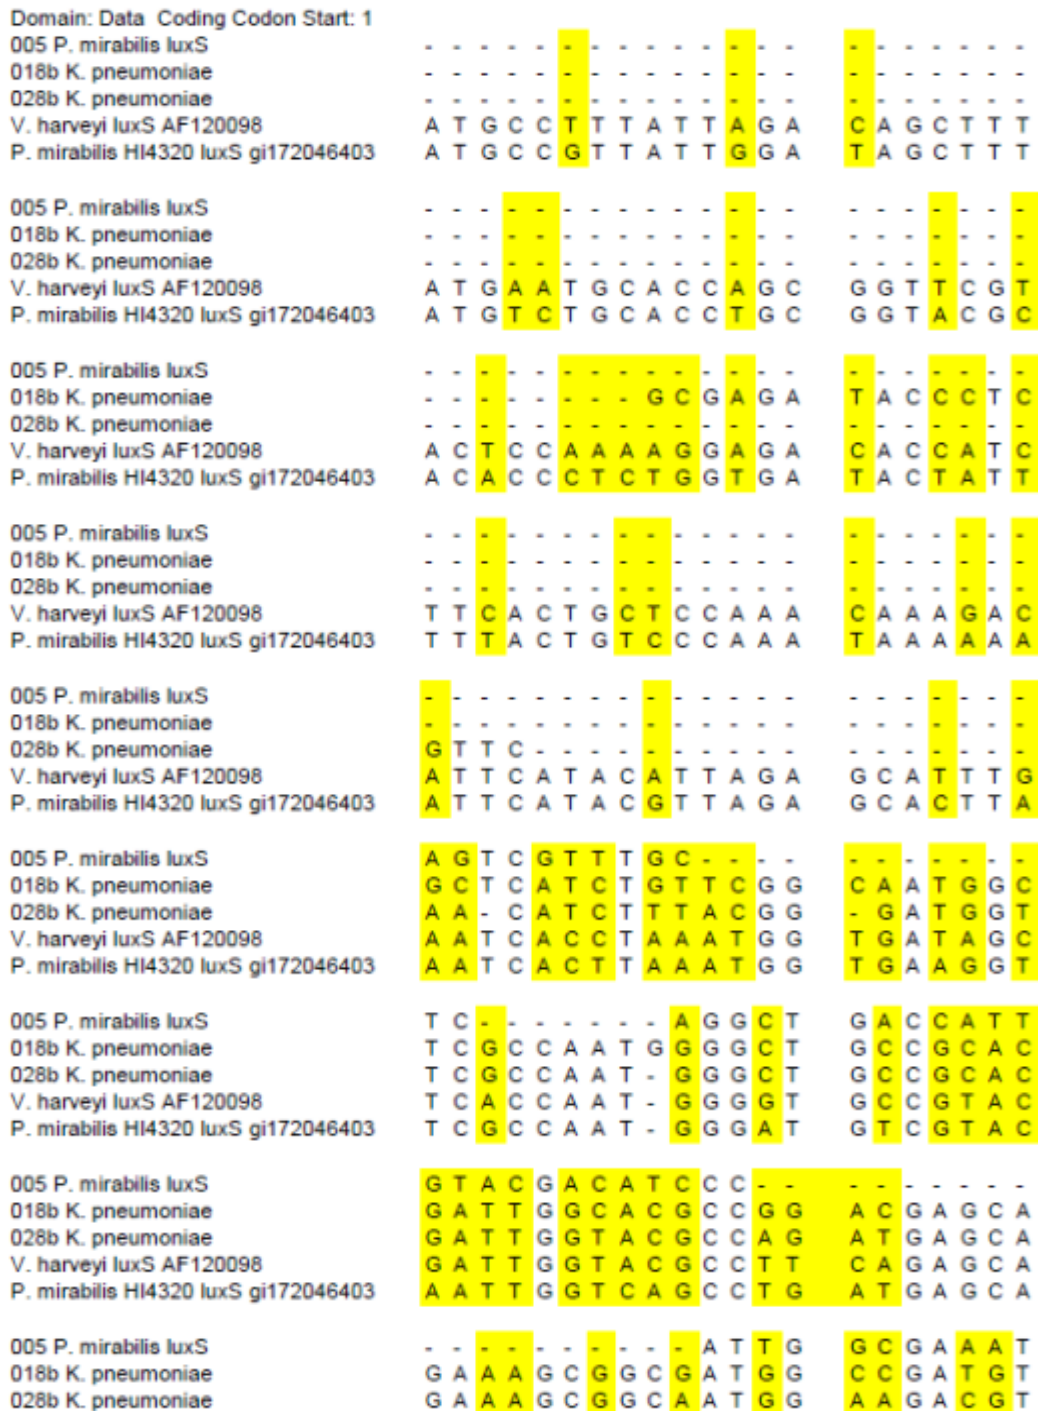 Domain: Data Coding Codon Start: 1
005 P. mirabilis luxS - - - - - - - - - - - - - - - - - - - - -
018b K. pneumoniae - - - - - - - - - - - - - - - - - - - - -
028b K. pneumoniae - - - - - - - - - - - - - - - - - - - - -
V. harveyi luxS AF120098 A T G C C T T T A T T A G A C A G C T T T
P. mirabilis HI4320 luxS gi172046403 A T G C C G T T A T T G G A T A G C T T T
005 P. mirabilis luxS - - - - - - - - - - - - - - - - - - - - -
018b K. pneumoniae - - - - - - - - - - - - - - - - - - - - -
028b K. pneumoniae - - - - - - - - - - - - - - - - - - - - -
V. harveyi luxS AF120098 A T G A A T G C A C C A G C G G T T C G T
P. mirabilis HI4320 luxS gi172046403 A T G T C T G C A C C T G C G G T A C G C
005 P. mirabilis luxS - - - - - - - - - - - - - - - - - - - - -
018b K. pneumoniae - - - - - - - - G C G A G A T A C C C T C
028b K. pneumoniae - - - - - - - - - - - - - - - - - - - - -
V. harveyi luxS AF120098 A C T C C A A A A G G A G A C A C C A T C
P. mirabilis HI4320 luxS gi172046403 A C A C C C T C T G G T G A T A C T A T T
005 P. mirabilis luxS - - - - - - - - - - - - - - - - - - - - -
018b K. pneumoniae - - - - - - - - - - - - - - - - - - - - -
028b K. pneumoniae - - - - - - - - - - - - - - - - - - - - -
V. harveyi luxS AF120098 T T C A C T G C T C C A A A C A A A G A C
P. mirabilis HI4320 luxS gi172046403 T T T A C T G T C C C A A A T A A A A A A
005 P. mirabilis luxS - - - - - - - - - - - - - - - - - - - - -
018b K. pneumoniae - - - - - - - - - - - - - - - - - - - - -
028b K. pneumoniae G T T C - - - - - - - - - - - - - - - - -
V. harveyi luxS AF120098 A T T C A T A C A T T A G A G C A T T T G
P. mirabilis HI4320 luxS gi172046403 A T T C A T A C G T T A G A G C A C T T A
005 P. mirabilis luxS A G T C G T T T G C - - - - - - - - - - -
018b K. pneumoniae G C T C A T C T G T T C G G C A A T G G C
028b K. pneumoniae A A - C A T C T T T A C G G - G A T G G T
V. harveyi luxS AF120098 A A T C A C C T A A A T G G T G A T A G C
P. mirabilis HI4320 luxS gi172046403 A A T C A C T T A A A T G G T G A A G G T
005 P. mirabilis luxS T C - - - - - - - A G G C T G A C C A T T
018b K. pneumoniae T C G C C A A T G G G G C T G C C G C A C
028b K. pneumoniae T C G C C A A T - G G G C T G C C G C A C
V. harveyi luxS AF120098 T C A C C A A T - G G G G T G C C G T A C
P. mirabilis HI4320 luxS gi172046403 T C G C C A A T - G G G A T G T C G T A C
005 P. mirabilis luxS G T A C G A C A T C C C - - - - - - - - -
018b K. pneumoniae G A T T G G C A C G C C G G A C G A G C A
028b K. pneumoniae G A T T G G T A C G C C A G A T G A G C A
V. harveyi luxS AF120098 G A T T G G T A C G C C T T C A G A G C A
P. mirabilis HI4320 luxS gi172046403 A A T T G G T C A G C C T G A T G A G C A
005 P. mirabilis luxS - - - - - - - - - - A T T G G C G A A A T
018b K. pneumoniae G A A A G C G G C G A T G G C C G A T G T
028b K. pneumoniae G A A A G C G G C A A T G G A A G A C G T